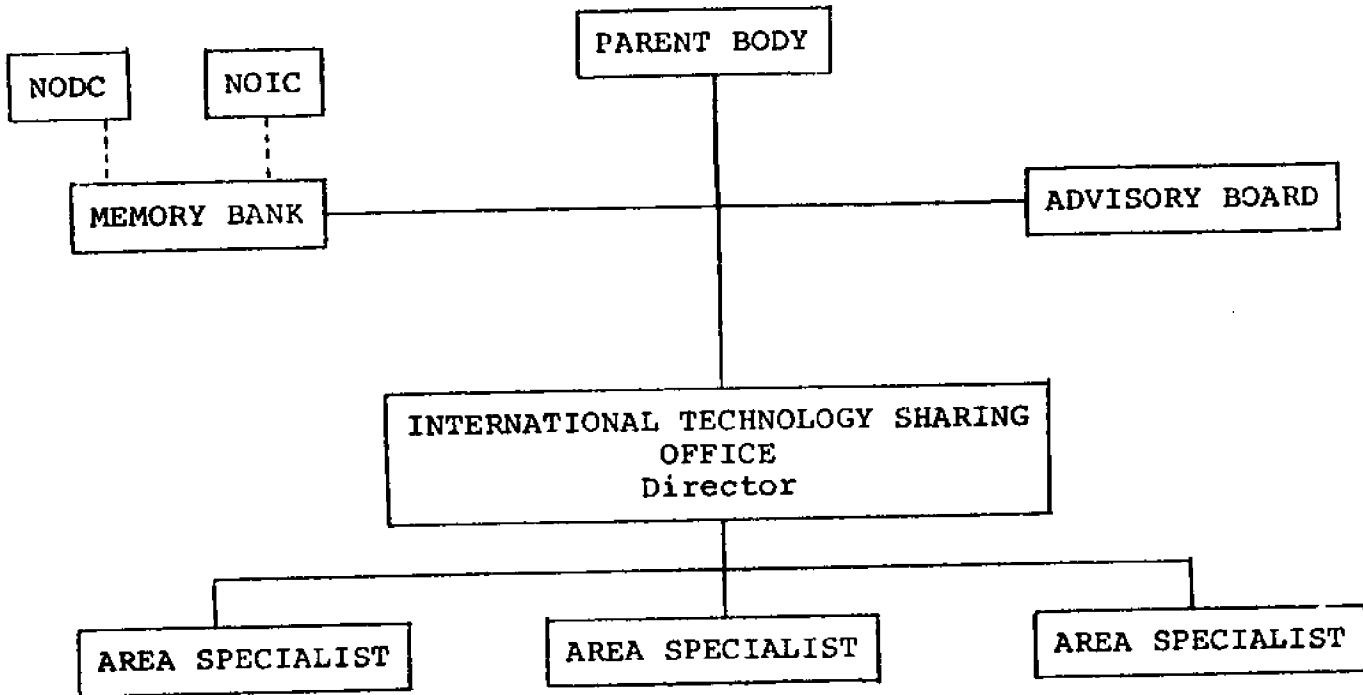 PARENT BODY
NODC
NOIC
MEMORY BANK
ADVISORY BOARD
INTERNATIONAL TECHNOLOGY SHARING
OFFICE
Director
AREA SPECIALIST
AREA SPECIALIST
AREA SPECIALIST